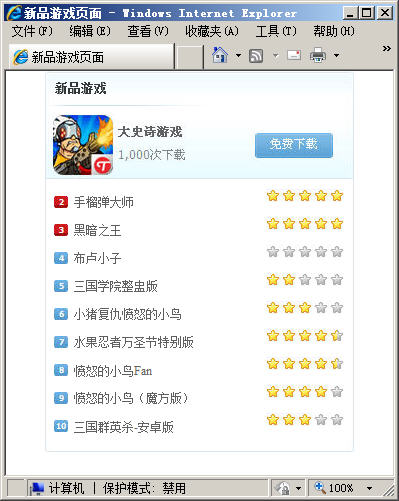 新品游戏页面 - Windows Internet Explorer
文件(F) 编辑(E) 查看(V) 收藏夹(A) 工具(T) 帮助(H)
新品游戏页面
新品游戏
大史诗游戏
1,000次下载
免费下载
2 手榴弹大师
3 黑暗之王
4 布卢小子
5 三国学院整蛊版
6 小猪复仇愤怒的小鸟
7 水果忍者万圣节特别版
8 愤怒的小鸟Fan
9 愤怒的小鸟（魔方版）
10 三国群英杀-安卓版
计算机 | 保护模式: 禁用 100%